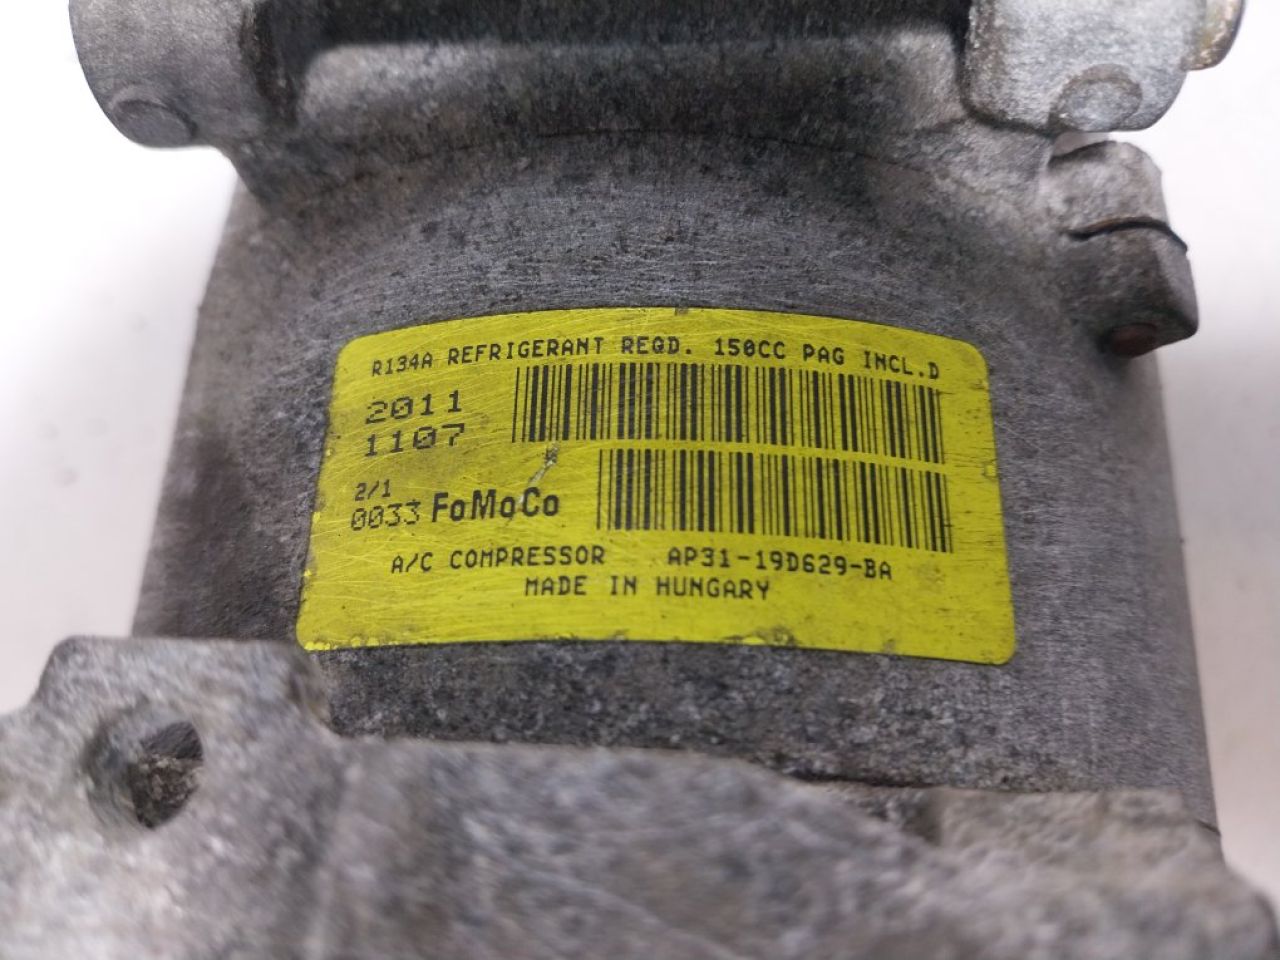 R134A REFRIGERANT REQD. 150CC PAG INCL.D
2011
1107
2/1
0033 FoMoCo
A/C COMPRESSOR AP31-19D629-BA
MADE IN HUNGARY